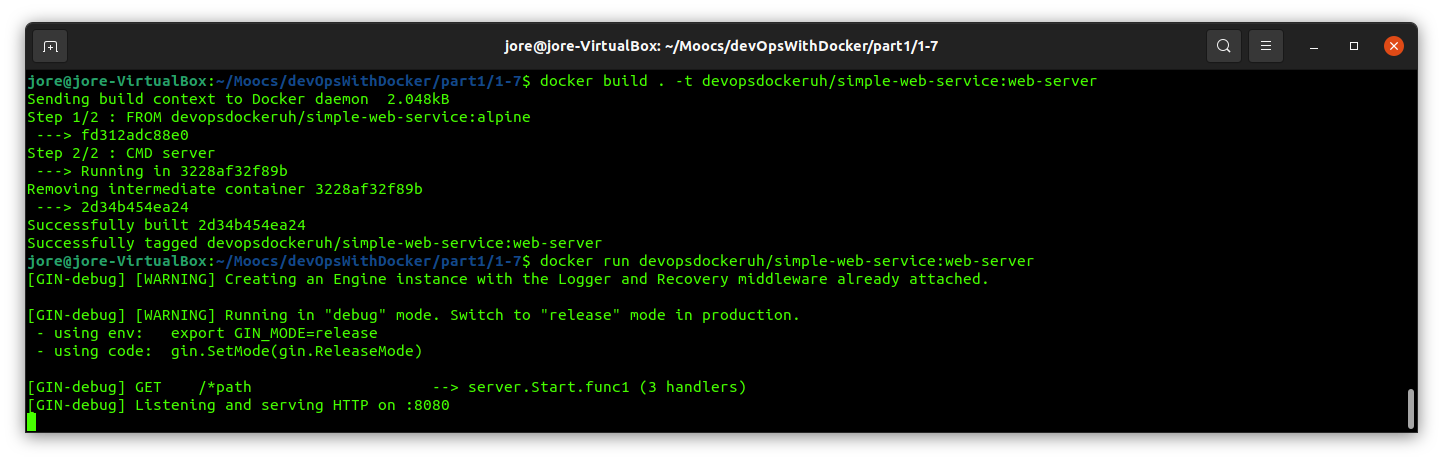 jore@jore-VirtualBox: ~/Moocs/devOpsWithDocker/part1/1-7
jore@jore-VirtualBox:~/Moocs/devOpsWithDocker/part1/1-7$ docker build . -t devopsdockeruh/simple-web-service:web-server
Sending build context to Docker daemon  2.048kB
Step 1/2 : FROM devopsdockeruh/simple-web-service:alpine
 ---> fd312adc88e0
Step 2/2 : CMD server
 ---> Running in 3228af32f89b
Removing intermediate container 3228af32f89b
 ---> 2d34b454ea24
Successfully built 2d34b454ea24
Successfully tagged devopsdockeruh/simple-web-service:web-server
jore@jore-VirtualBox:~/Moocs/devOpsWithDocker/part1/1-7$ docker run devopsdockeruh/simple-web-service:web-server
[GIN-debug] [WARNING] Creating an Engine instance with the Logger and Recovery middleware already attached.
[GIN-debug] [WARNING] Running in "debug" mode. Switch to "release" mode in production.
 - using env:   export GIN_MODE=release
 - using code:  gin.SetMode(gin.ReleaseMode)
[GIN-debug] GET    /*path                    --> server.Start.func1 (3 handlers)
[GIN-debug] Listening and serving HTTP on :8080